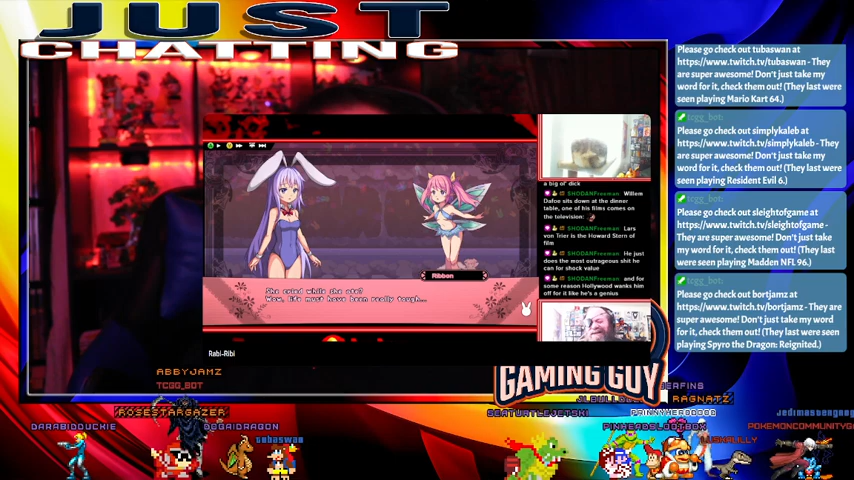 JUST
CHATTING
a big ol' dick
SHODANFreeman: Willem
Dafoe sits down at the dinner
table, one of his films comes on
the television:
SHODANFreeman: Lars
von Trier is the Howard Stern of
film
SHODANFreeman: He just
does the most outrageous shit he
can for shock value
SHODANFreeman: and for
some reason Hollywood wanks him
off for it like he's a genius
Ribbon
She cried while she ate?
Wow, life must have been really tough...
Rabi-Ribi
GAMING GUY
Please go check out tubaswan at
https://www.twitch.tv/tubaswan - They
are super awesome! Don't just take my
word for it, check them out! (They last were
seen playing Mario Kart 64.)
tcgg_bot:
Please go check out simplykaleb at
https://www.twitch.tv/simplykaleb - They
are super awesome! Don't just take my
word for it, check them out! (They last were
seen playing Resident Evil 6.)
tcgg_bot:
Please go check out sleightofgame at
https://www.twitch.tv/sleightofgame -
They are super awesome! Don't just take
my word for it, check them out! (They last
were seen playing Madden NFL 96.)
tcgg_bot:
Please go check out bortjamz at
https://www.twitch.tv/bortjamz - They are
super awesome! Don't just take my word
for it, check them out! (They last were seen
playing Spyro the Dragon: Reignited.)
ABBYJAMZ
TCGG_BOT
RAGNATZ
ROSESTARGAZER
SEATURTLEJETSKI
PRINNYHERO0006
DARABIDDUCKIE
tubaswan
PINHEADSLOOTBOX